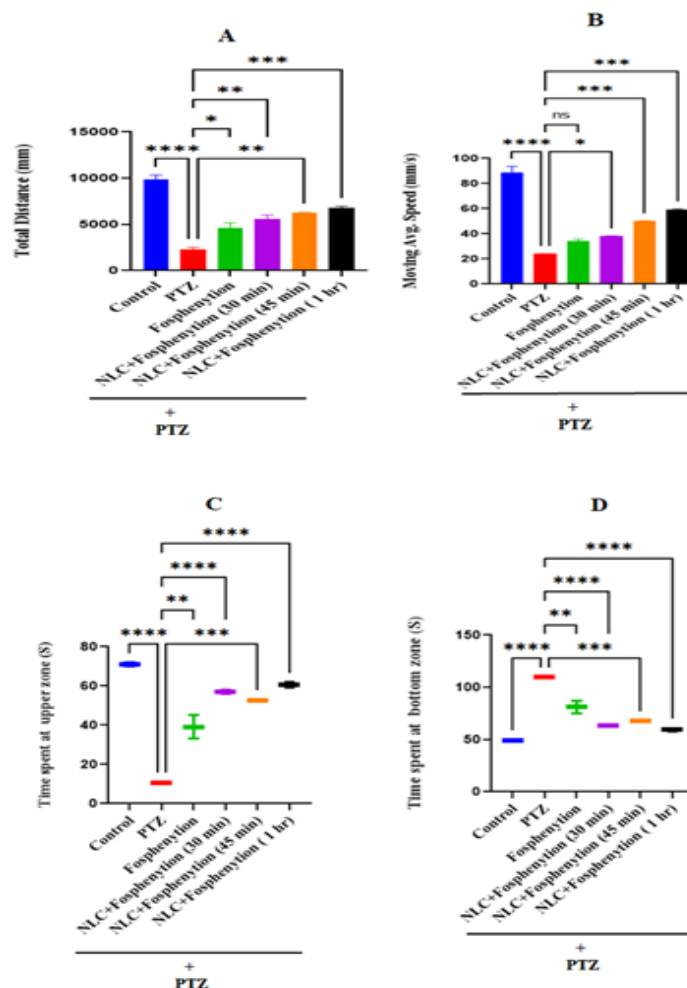 A
***
**
*
**** **
15000
10000
5000
0
Total Distance (mm)
Control
PTZ
Fosphenytion
NLC+Fosphenytion (30 min)
NLC+Fosphenytion (45 min)
NLC+Fosphenytion ( 1 hr)
+
PTZ
B
***
***
ns
**** *
100
80
60
40
20
0
Moving Avg. Speed (mm/s)
Control
PTZ
Fosphenytion
NLC+Fosphenytion (30 min)
NLC+Fosphenytion (45 min)
NLC+Fosphenytion ( 1 hr)
+
PTZ
C
****
****
**
**** ***
80
60
40
20
0
Time spent at upper zone (S)
Control
PTZ
Fosphenytion
NLC+Fosphenytion (30 min)
NLC+Fosphenytion (45 min)
NLC+Fosphenytion ( 1 hr)
+
PTZ
D
****
****
**
**** ***
150
100
50
0
Time spent at bottom zone (S)
Control
PTZ
Fosphenytion
NLC+Fosphenytion (30 min)
NLC+Fosphenytion (45 min)
NLC+Fosphenytion ( 1 hr)
+
PTZ